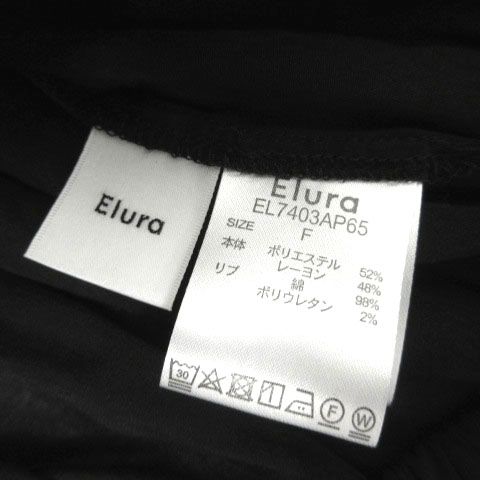 Elura
Elura
EL7403AP65
SIZE F
本体 ポリエステル 52%
レーヨン 48%
リブ 綿 98%
ポリウレタン 2%
30 F W